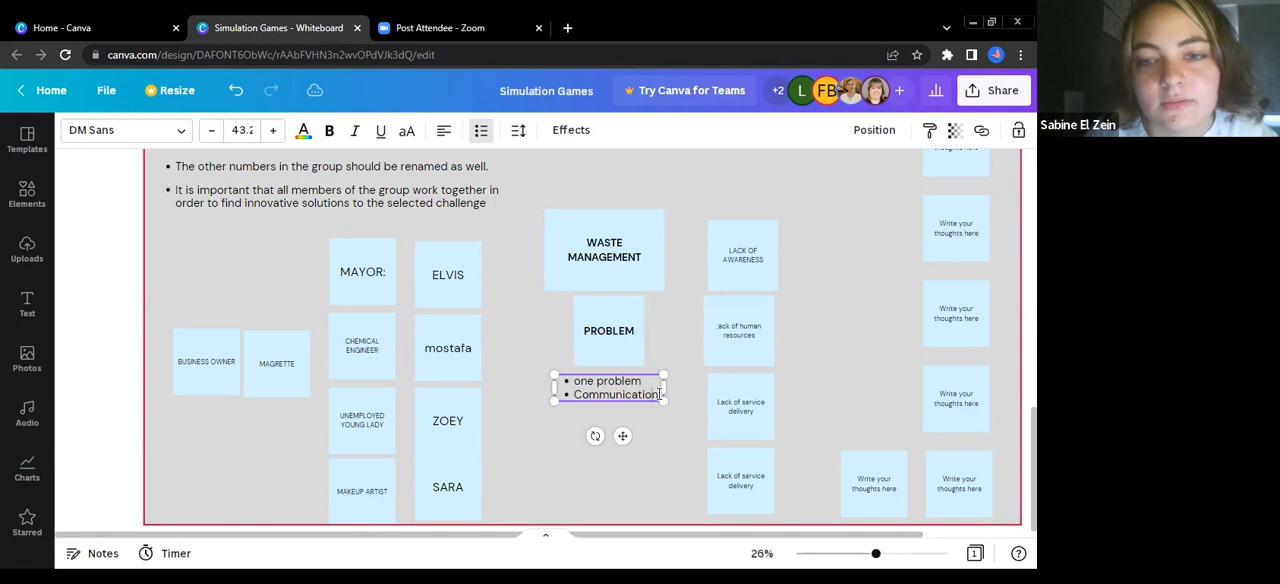 Home - Canva
Simulation Games - Whiteboard
Post Attendee - Zoom
canva.com/design/DAFONT6ObWc/rAAbFVHN3n2wvOPdVJk3dQ/edit
Home
File
Resize
Simulation Games
Try Canva for Teams
+2
L
FB
Share
Sabine El Zein
DM Sans
43.2
B
I
U
aA
Effects
Position
Templates
Elements
Uploads
Text
Photos
Audio
Charts
Starred
• The other numbers in the group should be renamed as well.
• It is important that all members of the group work together in
order to find innovative solutions to the selected challenge
BUSINESS OWNER
MAGRETTE
MAYOR:
ELVIS
CHEMICAL
ENGINEER
mostafa
UNEMPLOYED
YOUNG LADY
ZOEY
MAKEUP ARTIST
SARA
WASTE
MANAGEMENT
PROBLEM
• one problem
• Communication
LACK OF
AWARENESS
;ack of human
resources
Lack of service
delivery
Lack of service
delivery
thoughts here
Write your
thoughts here
Write your
thoughts here
Write your
thoughts here
Write your
thoughts here
Write your
thoughts here
Notes
Timer
26%
1